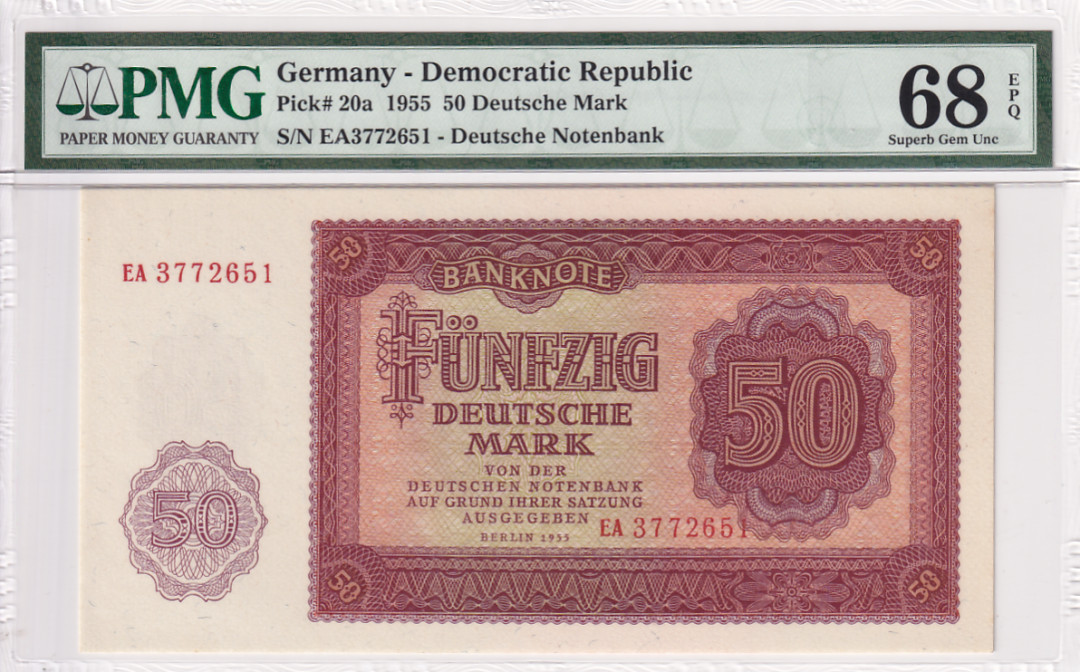 PMG
PAPER MONEY GUARANTY
Germany - Democratic Republic
Pick# 20a 1955 50 Deutsche Mark
S/N EA3772651 - Deutsche Notenbank
68
EPQ
Superb Gem Unc
50
50
BANKNOTE
EA 3772651
FÜNFZIG
DEUTSCHE
MARK
50
VON DER
DEUTSCHEN NOTENBANK
AUF GRUND IHRER SATZUNG
AUSGEGEBEN
EA 3772651
BERLIN 1955
50
50
50